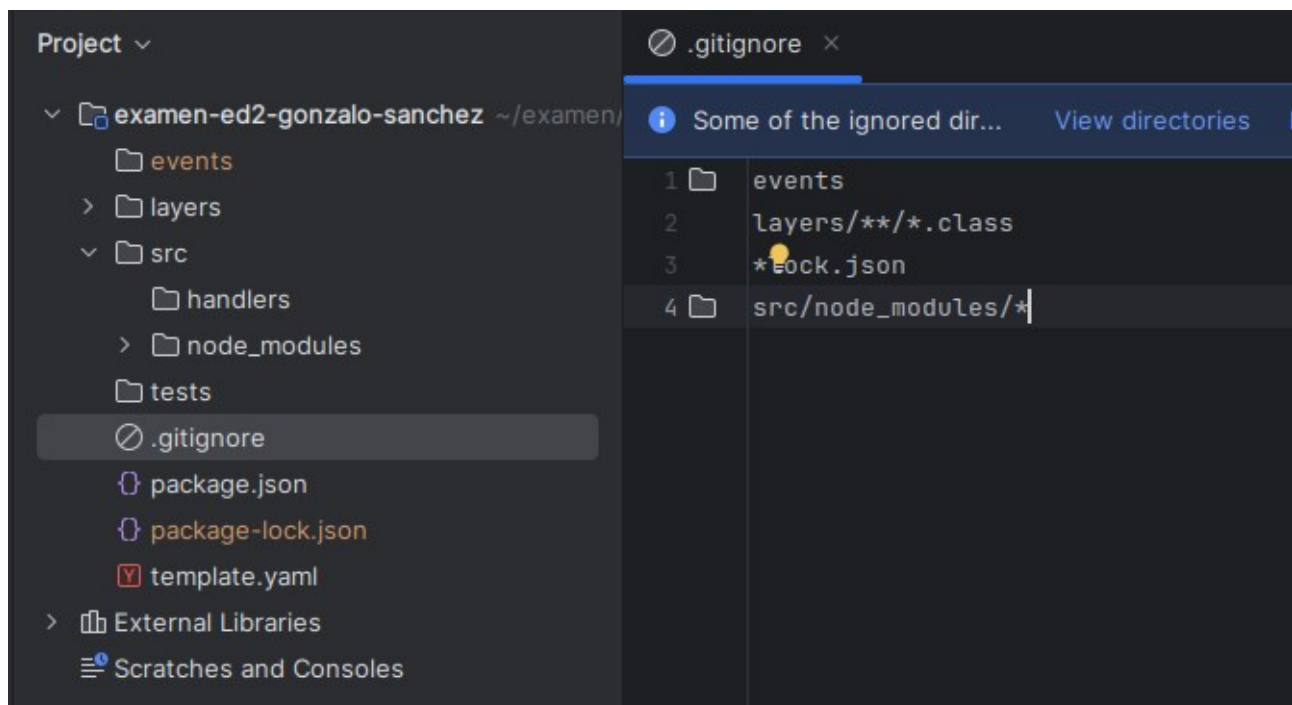 Project
examen-ed2-gonzalo-sanchez ~/examen/
events
layers
src
handlers
node_modules
tests
.gitignore
package.json
package-lock.json
template.yaml
External Libraries
Scratches and Consoles
.gitignore
Some of the ignored dir... View directories
1 events
2 layers/**/*.class
3 *lock.json
4 src/node_modules/*